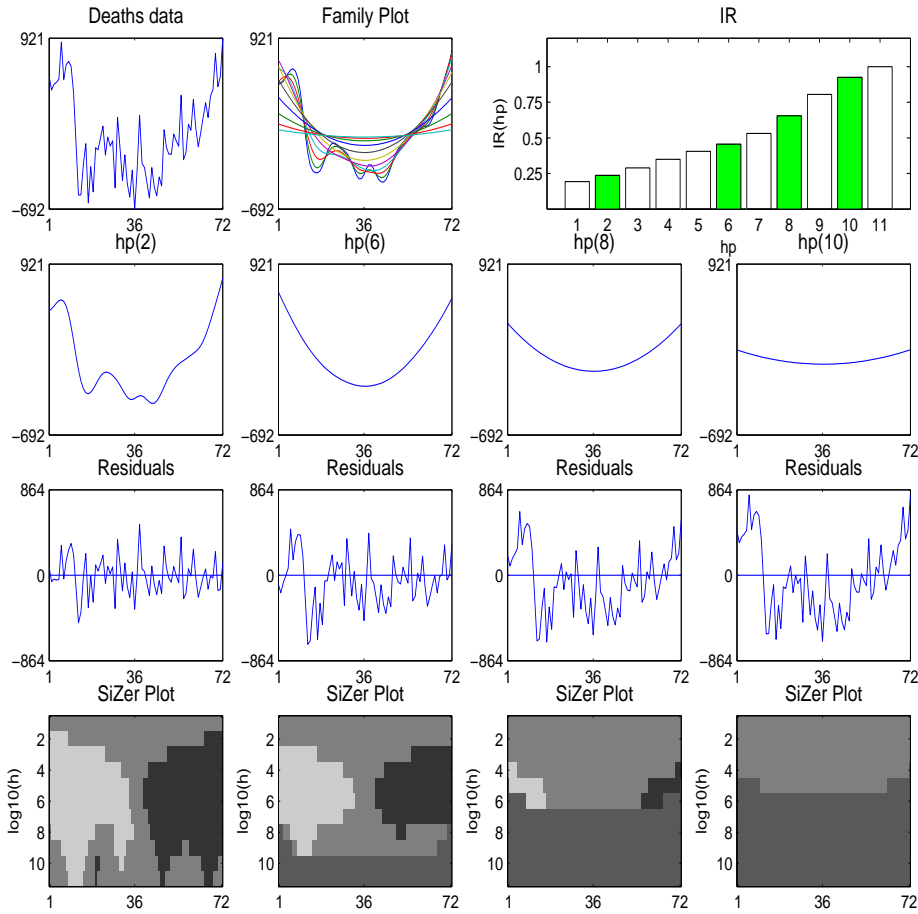 Deaths data
Family Plot
IR
921
−692
1 36 72
921
−692
1 36 72
IR(hp)
1
0.75
0.5
0.25
1 2 3 4 5 6 7 8 9 10 11
hp
hp(2)
hp(6)
hp(8)
hp(10)
921
−692
1 36 72
921
−692
1 36 72
921
−692
1 36 72
921
−692
1 36 72
Residuals
Residuals
Residuals
Residuals
864
0
−864
1 36 72
864
0
−864
1 36 72
864
0
−864
1 36 72
864
0
−864
1 36 72
SiZer Plot
SiZer Plot
SiZer Plot
SiZer Plot
log10(h)
2
4
6
8
10
1 36 72
log10(h)
2
4
6
8
10
1 36 72
log10(h)
2
4
6
8
10
1 36 72
log10(h)
2
4
6
8
10
1 36 72